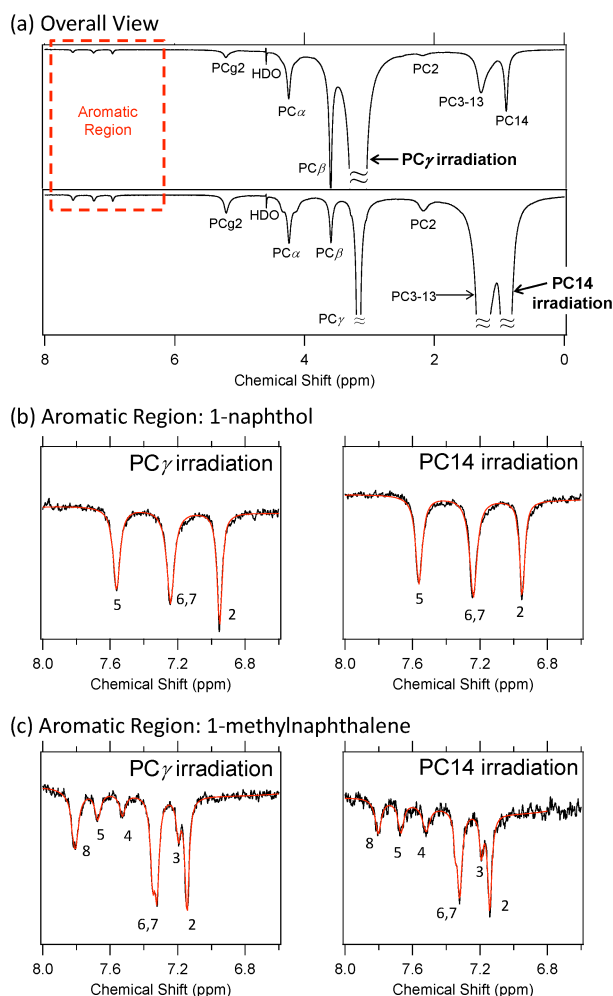 (a) Overall View
PCg2
HDO
PCα
PCβ
PCγ irradiation
PC2
PC3-13
PC14
Aromatic
Region
PCg2
HDO
PCα
PCβ
PCγ
PC2
PC3-13
PC14
irradiation
8 6 4 2 0
Chemical Shift (ppm)
(b) Aromatic Region: 1-naphthol
PCγ irradiation
5
6,7
2
8.0 7.6 7.2 6.8
Chemical Shift (ppm)
PC14 irradiation
5
6,7
2
8.0 7.6 7.2 6.8
Chemical Shift (ppm)
(c) Aromatic Region: 1-methylnaphthalene
PCγ irradiation
8
5
4
3
6,7
2
8.0 7.6 7.2 6.8
Chemical Shift (ppm)
PC14 irradiation
8
5
4
3
6,7
2
8.0 7.6 7.2 6.8
Chemical Shift (ppm)